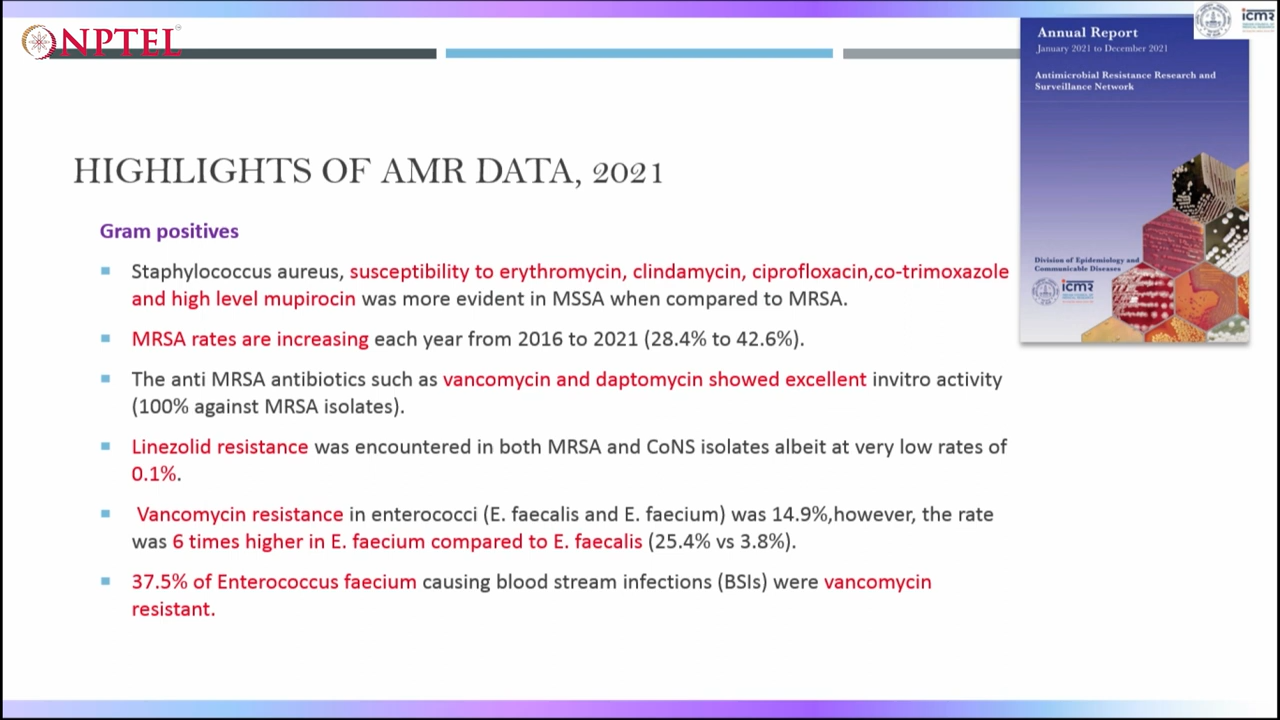 NPTEL
icmr
Annual Report
January 2021 to December 2021
Antimicrobial Resistance Research and
Surveillance Network
Division of Epidemiology and
Communicable Diseases
icmr
HIGHLIGHTS OF AMR DATA, 2021
Gram positives
Staphylococcus aureus, susceptibility to erythromycin, clindamycin, ciprofloxacin,co-trimoxazole
and high level mupirocin was more evident in MSSA when compared to MRSA.
MRSA rates are increasing each year from 2016 to 2021 (28.4% to 42.6%).
The anti MRSA antibiotics such as vancomycin and daptomycin showed excellent invitro activity
(100% against MRSA isolates).
Linezolid resistance was encountered in both MRSA and CoNS isolates albeit at very low rates of
0.1%.
Vancomycin resistance in enterococci (E. faecalis and E. faecium) was 14.9%,however, the rate
was 6 times higher in E. faecium compared to E. faecalis (25.4% vs 3.8%).
37.5% of Enterococcus faecium causing blood stream infections (BSIs) were vancomycin
resistant.